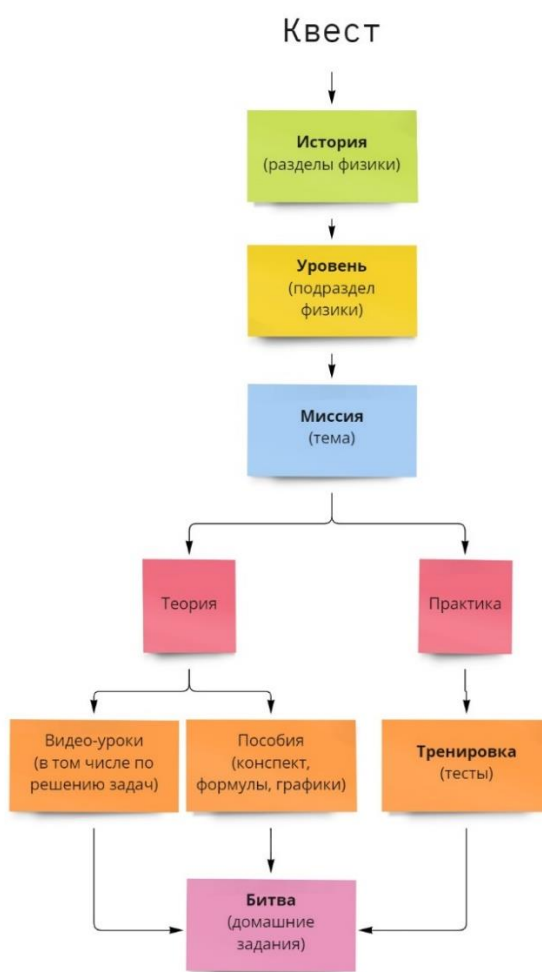 Квест
История
(разделы физики)
Уровень
(подраздел
физики)
Миссия
(тема)
Теория
Практика
Видео-уроки
(в том числе по
решению задач)
Пособия
(конспект,
формулы, графики)
Тренировка
(тесты)
Битва
(домашние
задания)